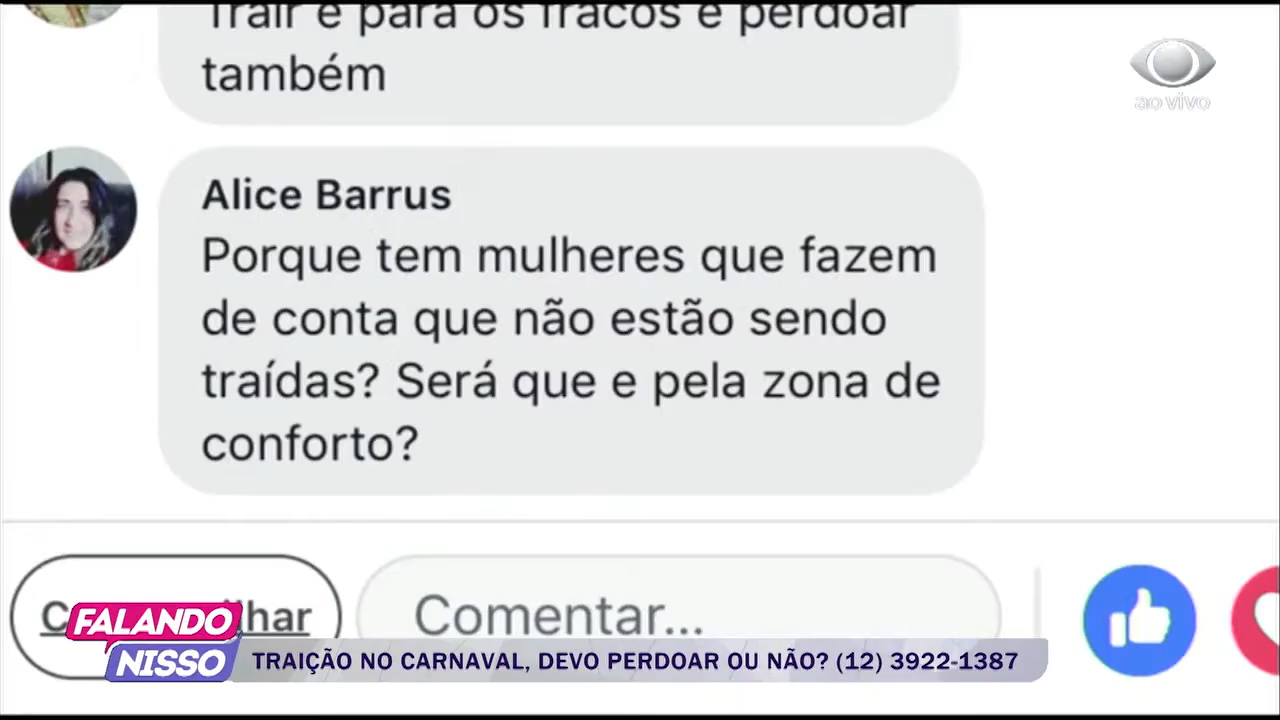 Trair é para os fracos e perdoar
também
ao vivo
Alice Barrus
Porque tem mulheres que fazem
de conta que não estão sendo
traídas? Será que e pela zona de
conforto?
Comentar...
FALANDO
NISSO
TRAIÇÃO NO CARNAVAL, DEVO PERDOAR OU NÃO? (12) 3922-1387